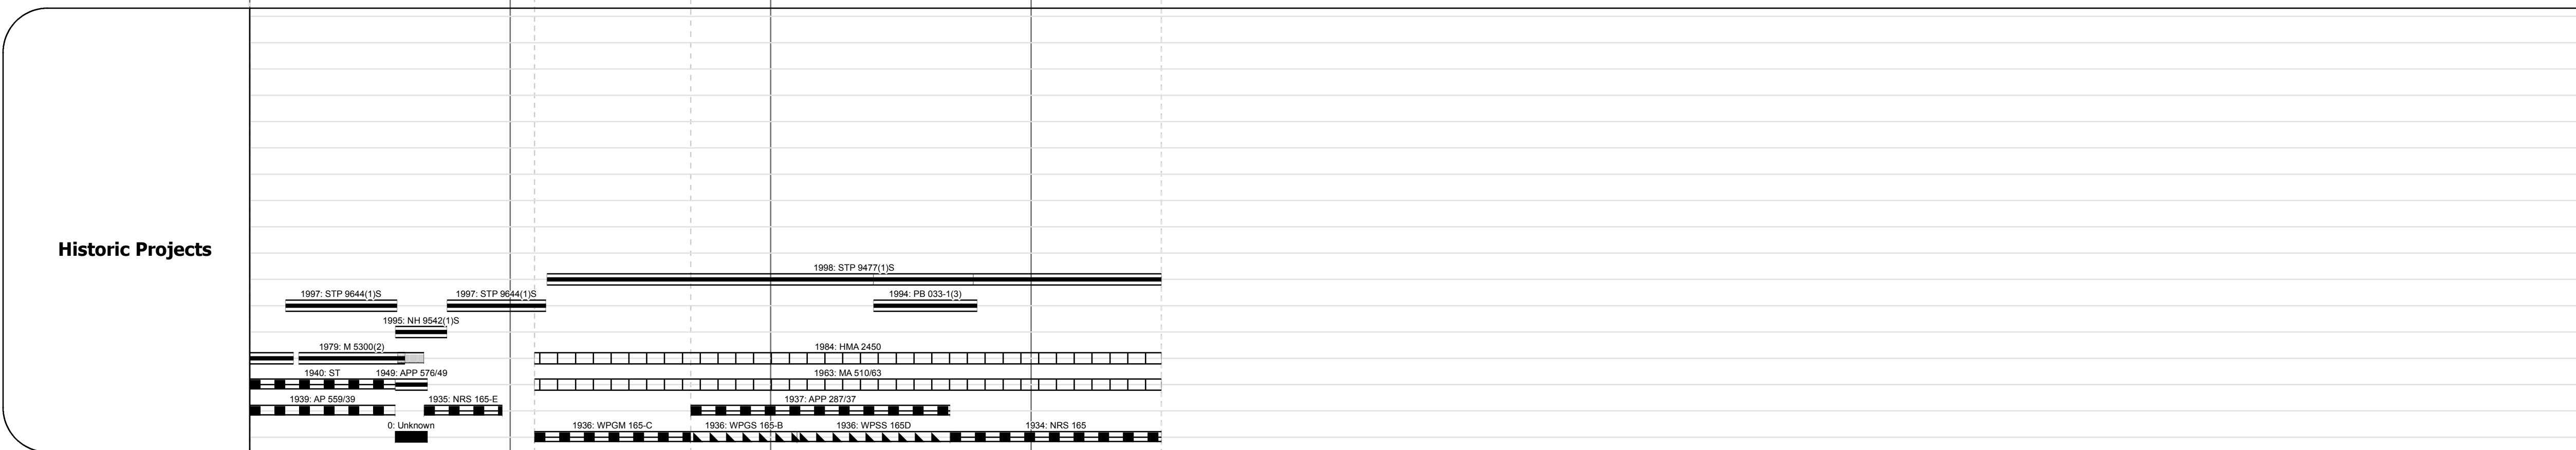 Historic Projects
1998: STP 9477(1)S
1997: STP 9644(1)S
1997: STP 9644(1)S
1994: PB 033-1(3)
1995: NH 9542(1)S
1979: M 5300(2)
1984: HMA 2450
1940: ST
1949: APP 576/49
1963: MA 510/63
1939: AP 559/39
1935: NRS 165-E
1937: APP 287/37
0: Unknown
1936: WPGM 165-C
1936: WPGS 165-B
1936: WPSS 165D
1934: NRS 165